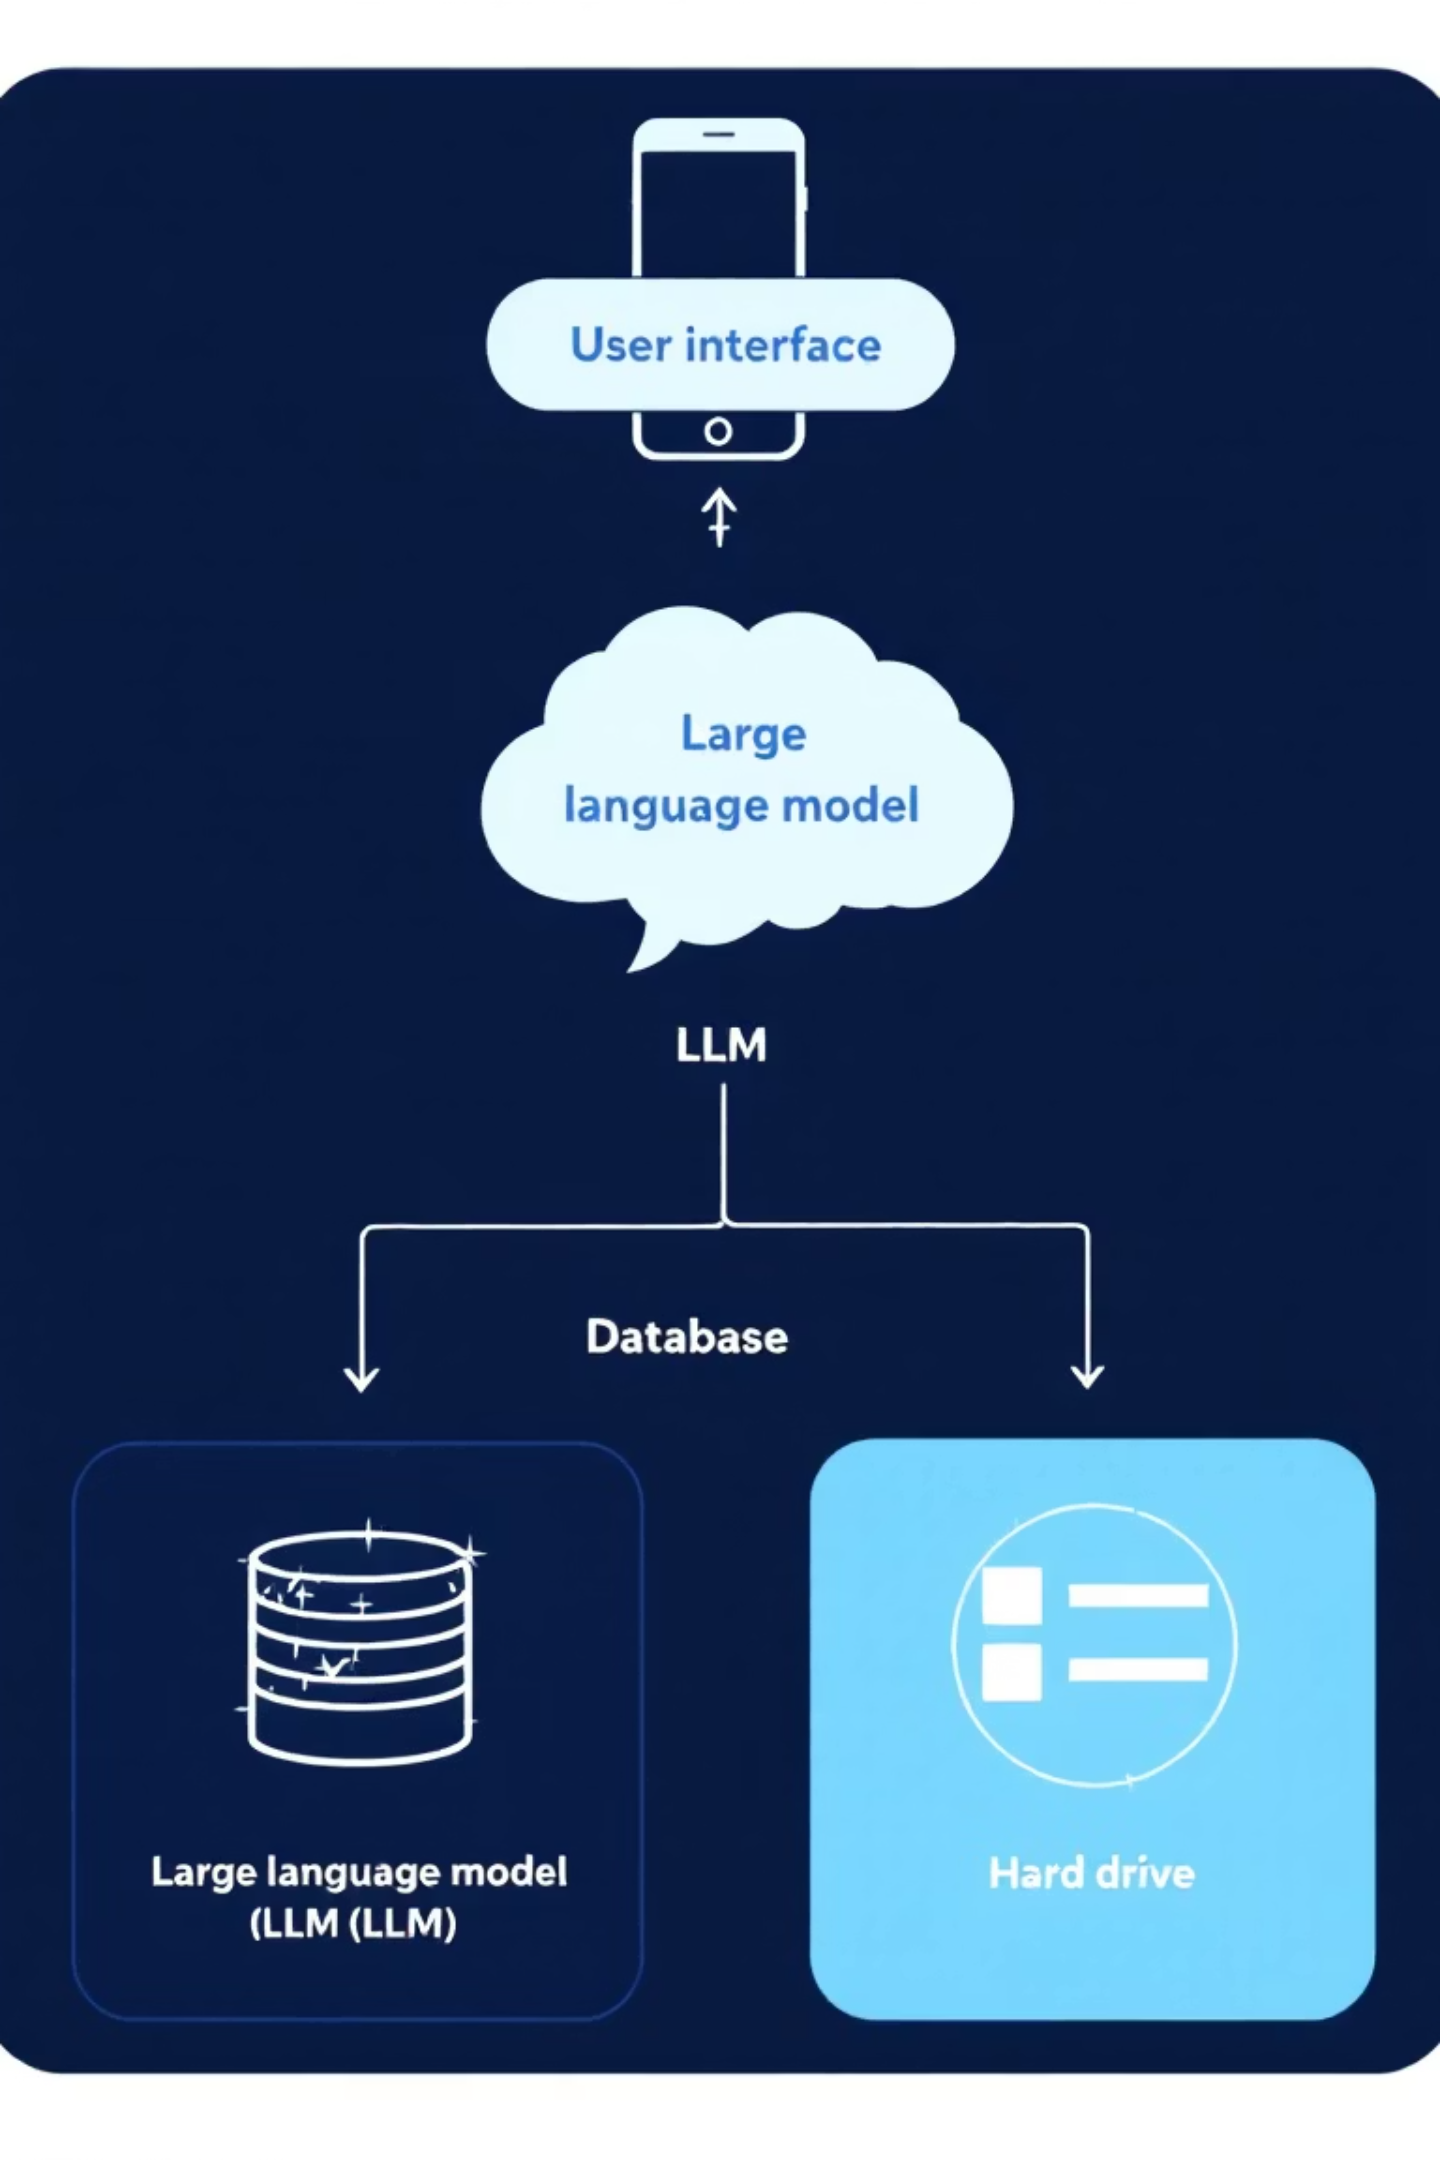 User interface
Large
language model
LLM
Database
Large language model
(LLM (LLM)
Hard drive